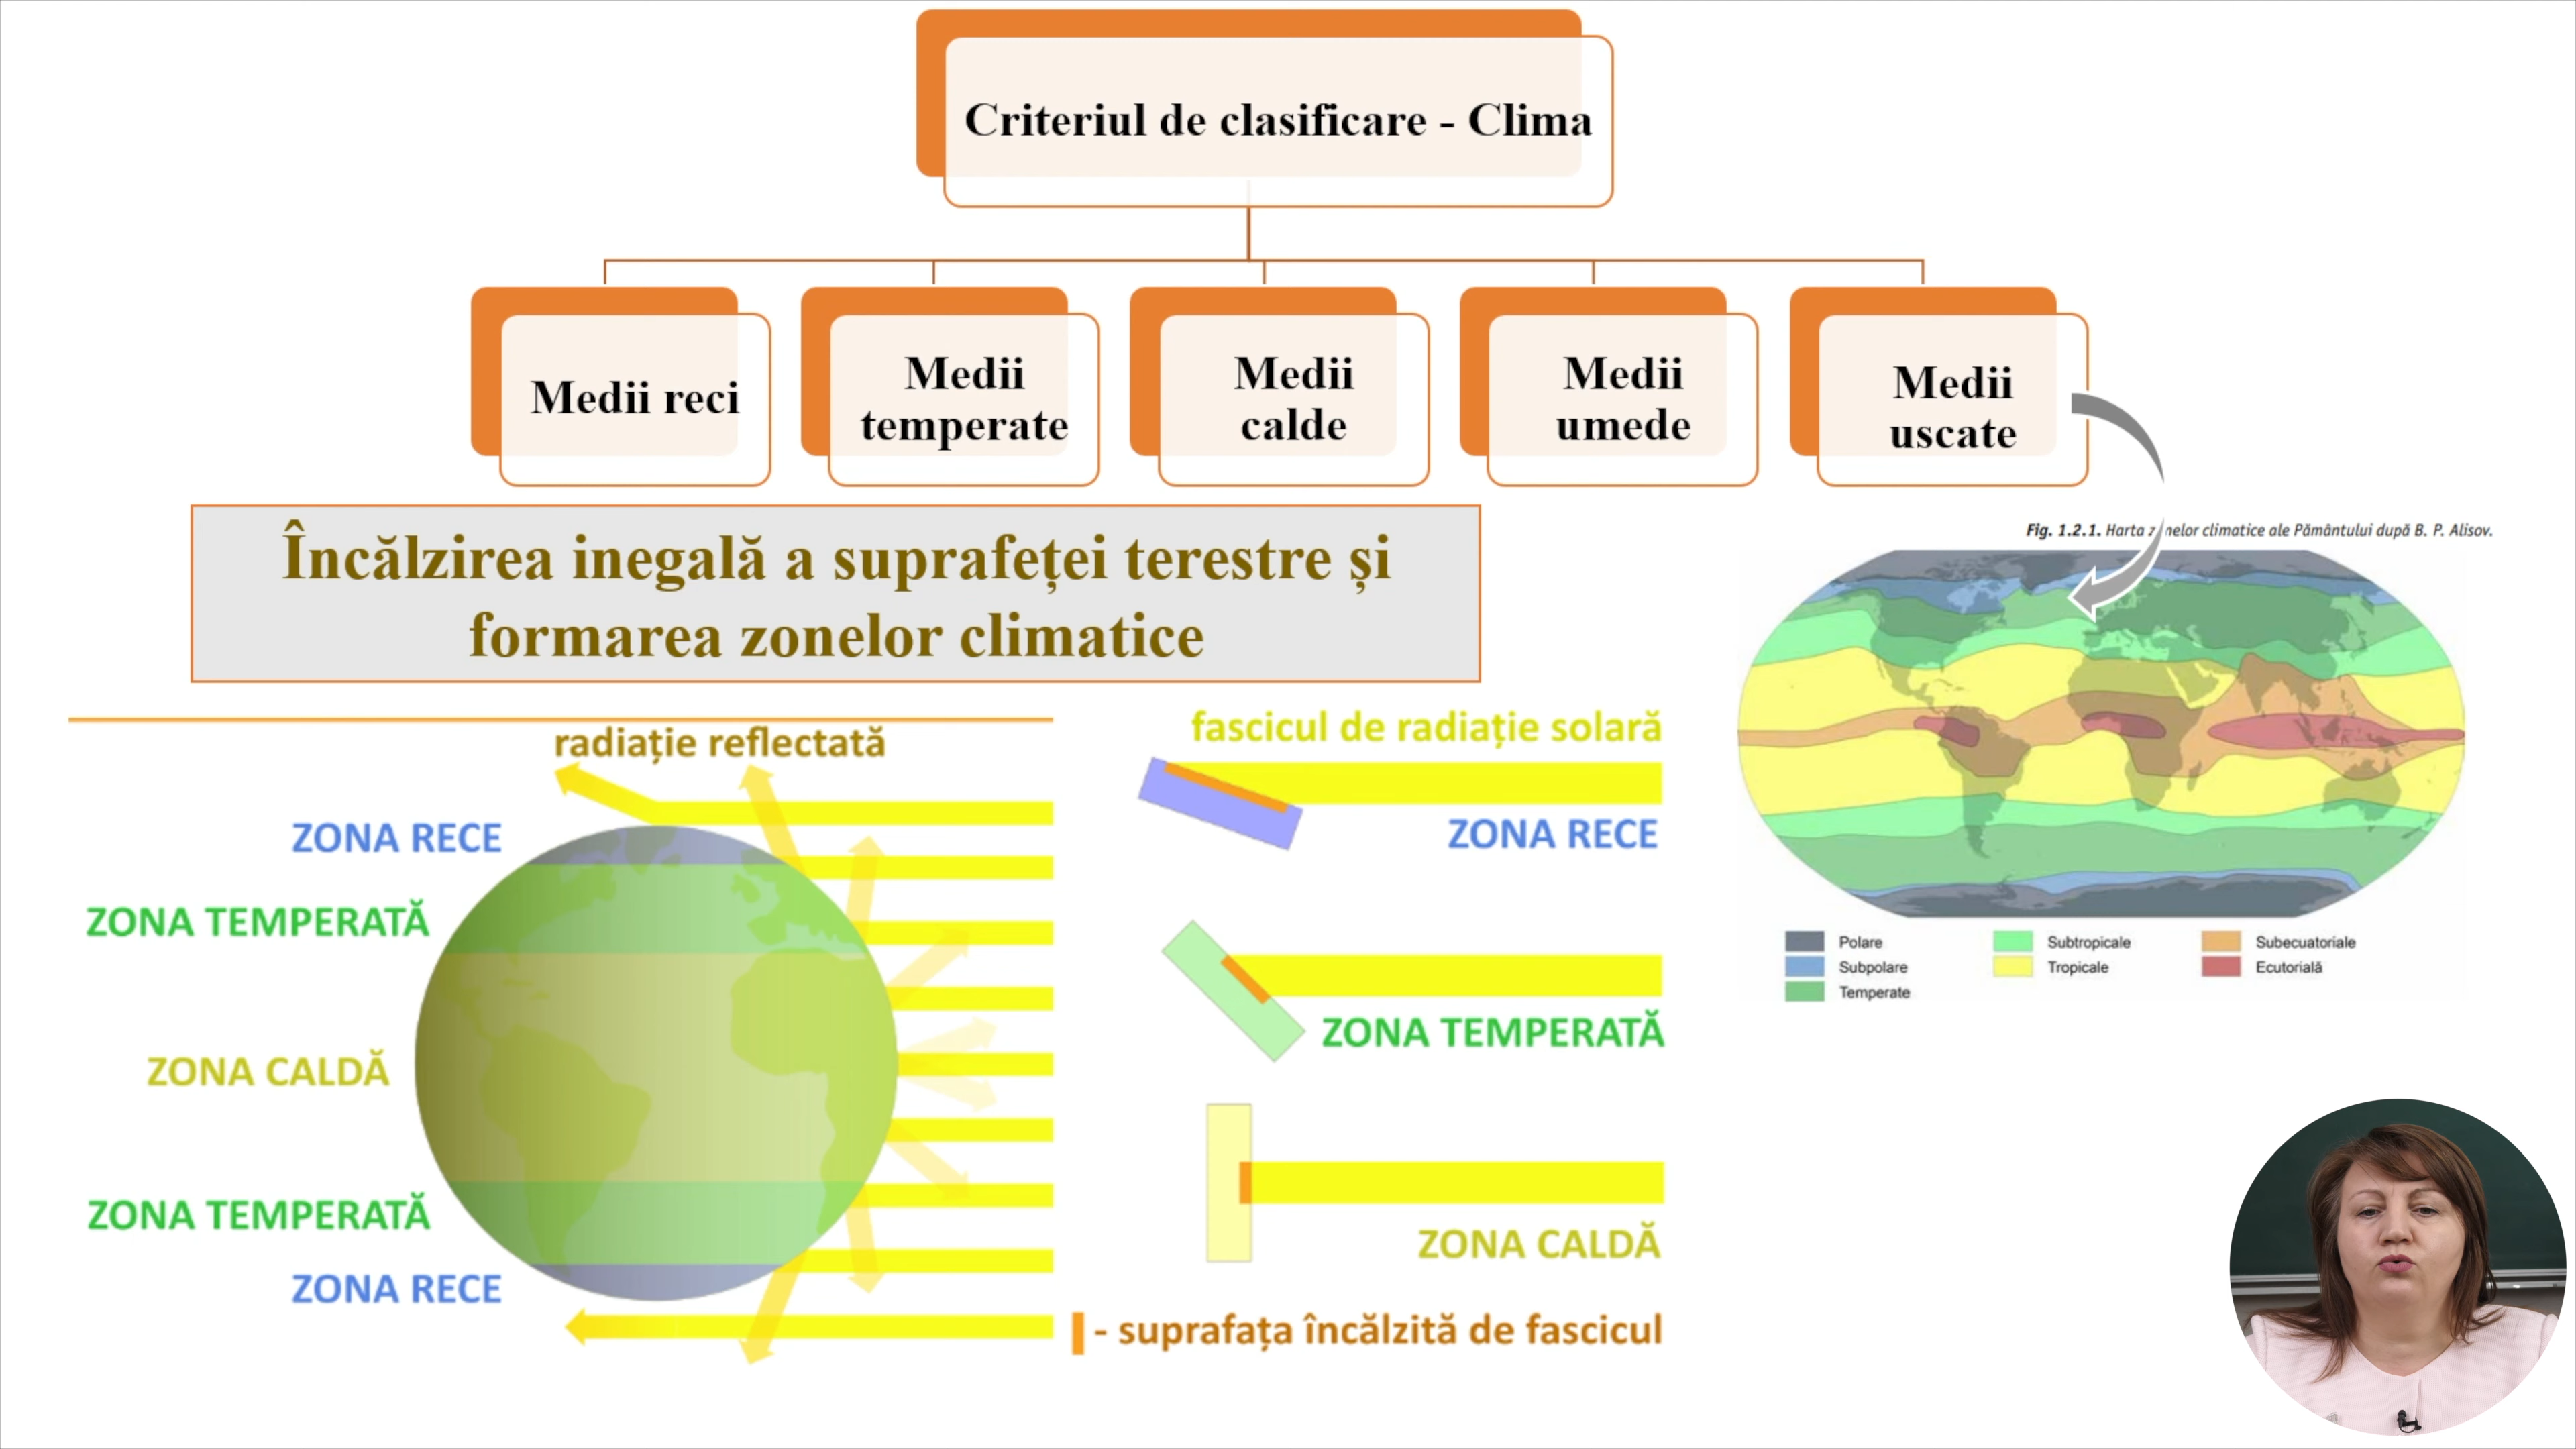 Criteriul de clasificare - Clima
Medii reci
Medii
temperate
Medii
calde
Medii
umede
Medii
uscate
Încălzirea inegală a suprafeței terestre și
formarea zonelor climatice
Fig. 1.2.1. Harta z nelor climatice ale Pământului după B. P. Alisov.
Polare
Subpolare
Temperate
Subtropicale
Tropicale
Subecuatoriale
Ecutorială
radiație reflectată
ZONA RECE
ZONA TEMPERATĂ
ZONA CALDĂ
ZONA TEMPERATĂ
ZONA RECE
fascicul de radiație solară
ZONA RECE
ZONA TEMPERATĂ
ZONA CALDĂ
- suprafața încălzită de fascicul